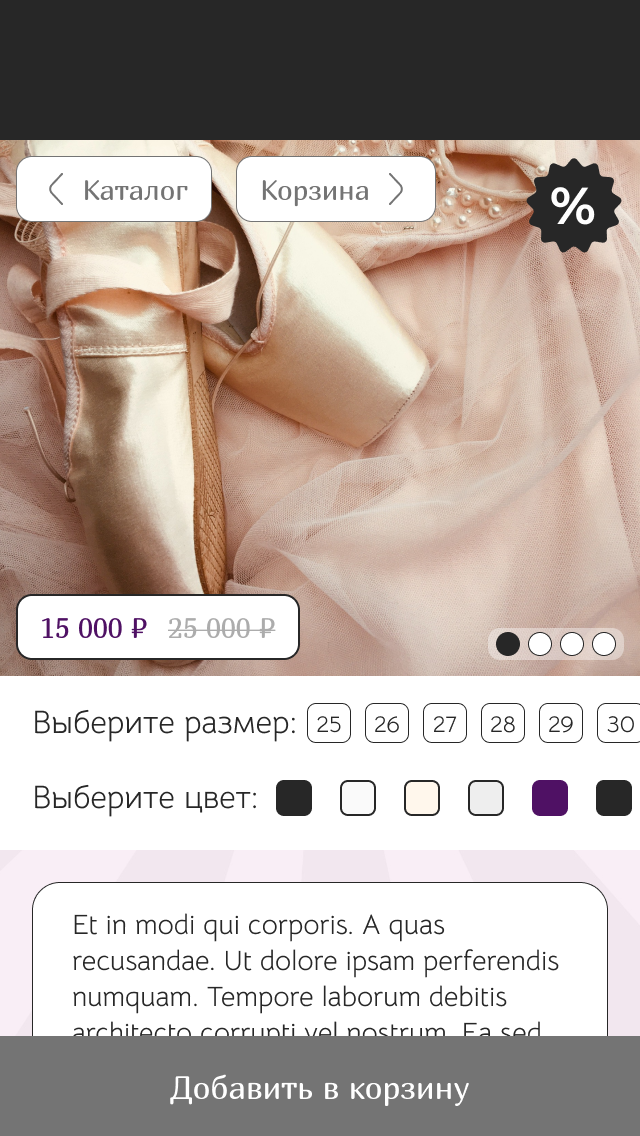 Каталог
Корзина
%
15 000 ₽ 25 000 ₽
Выберите размер: 25 26 27 28 29 30
Выберите цвет:
Et in modi qui corporis. A quas
recusandae. Ut dolore ipsam perferendis
numquam. Tempore laborum debitis
architecto corrupti vel nostrum. Ea sed
Добавить в корзину